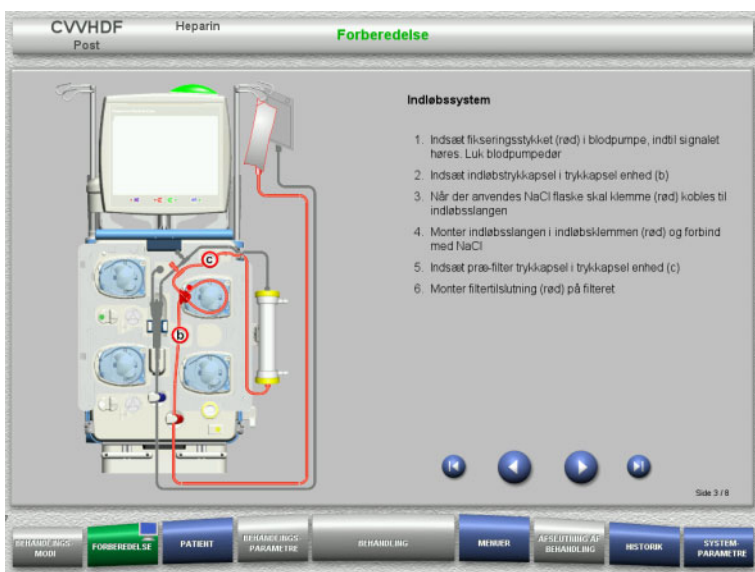 CVVHDF
Post
Heparin
Forberedelse
Indløbssystem
1. Indsæt fikseringsstykket (rød) i blodpumpe, indtil signalet
høres. Luk blodpumpedør
2. Indsæt indløbstrykkapsel i trykkapsel enhed (b)
3. Når der anvendes NaCl flaske skal klemme (rød) kobles til
indløbsslangen
4. Monter indløbsslangen i indløbsklemmen (rød) og forbind
med NaCl
5. Indsæt præ-filter trykkapsel i trykkapsel enhed (c)
6. Monter filtertilslutning (rød) på filteret
c
b
Side 3 / 8
BEHANDLINGS-
MODI
FORBEREDELSE
PATIENT
BEHANDLINGS-
PARAMETRE
BEHANDLING
MENUER
AFSLUTNING AF
BEHANDLING
HISTORIK
SYSTEM-
PARAMETRE